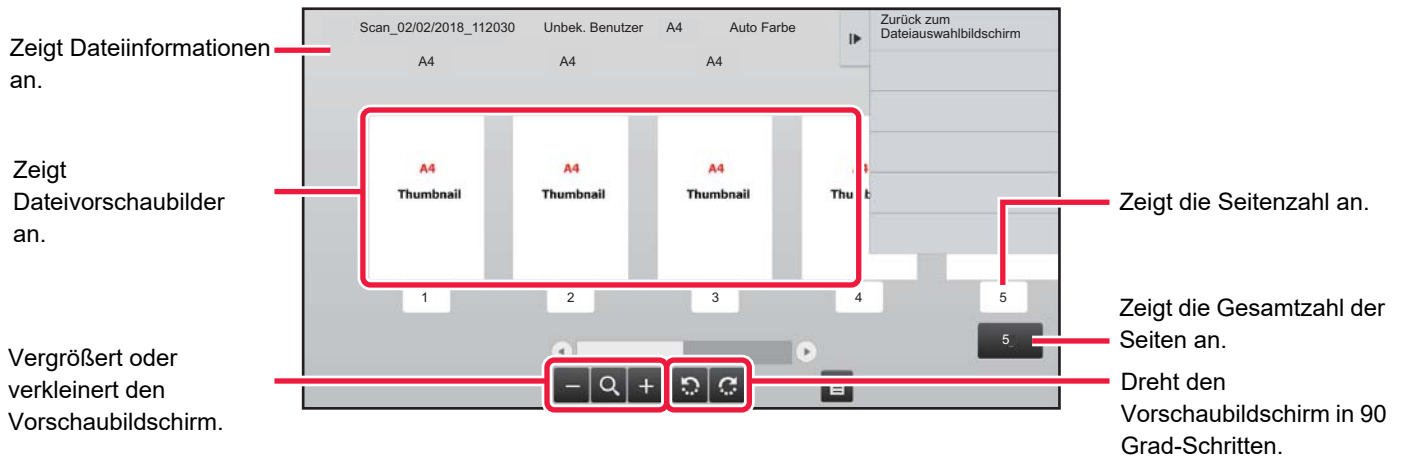 Zeigt Dateiinformationen
an.
Zeigt
Dateivorschaubilder
an.
Vergrößert oder
verkleinert den
Vorschaubildschirm.
Scan_02/02/2018_112030 Unbek. Benutzer A4 Auto Farbe
A4 A4 A4
Zurück zum
Dateiauswahlbildschirm
A4 A4 A4
Thumbnail Thumbnail Thumbnail
1 2 3 4 5
5
Zeigt die Seitenzahl an.
Zeigt die Gesamtzahl der
Seiten an.
Dreht den
Vorschaubildschirm in 90
Grad-Schritten.